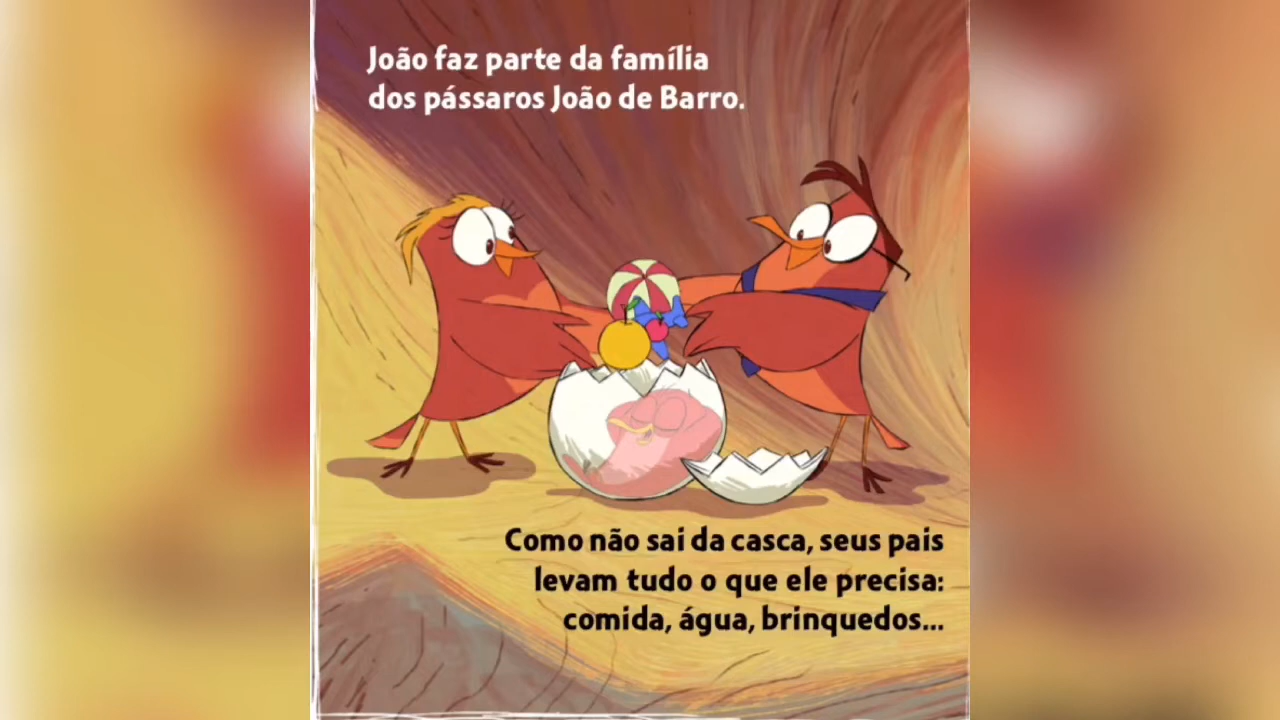 João faz parte da família
dos pássaros João de Barro.
Como não sai da casca, seus pais
levam tudo o que ele precisa:
comida, água, brinquedos...